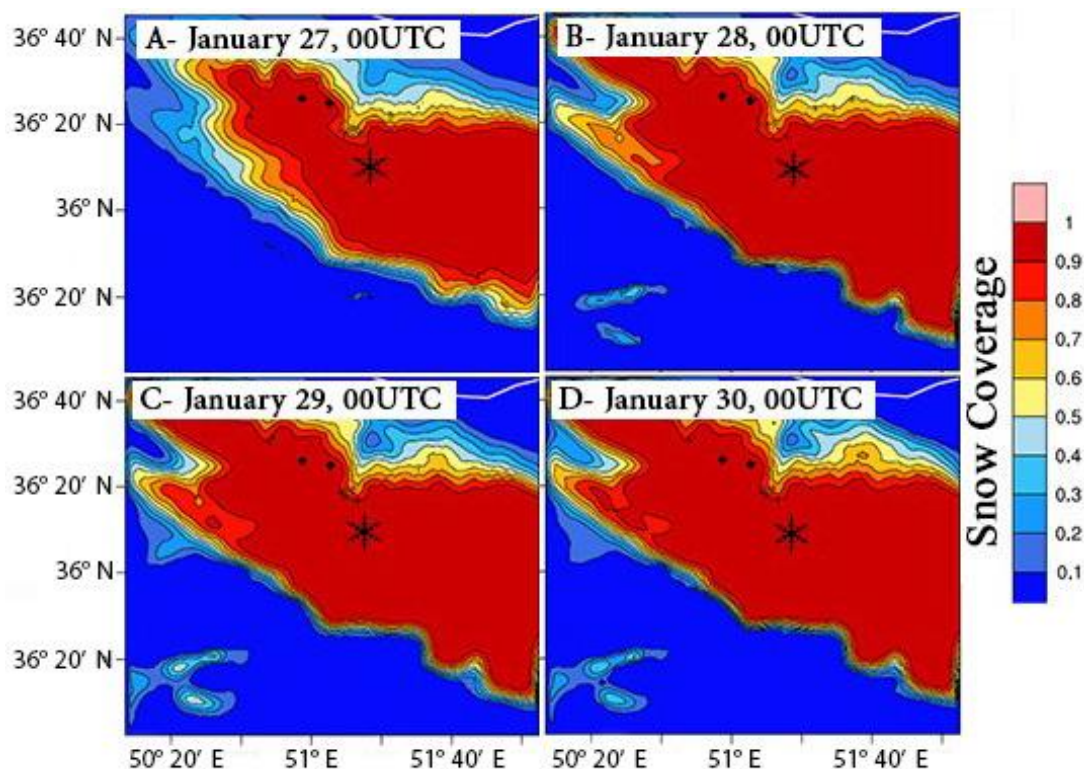 A- January 27, 00UTC
B- January 28, 00UTC
36° 40' N
36° 20' N
36° N
36° 20' N
C- January 29, 00UTC
D- January 30, 00UTC
36° 40' N
36° 20' N
36° N
36° 20' N
50° 20' E
51° E
51° 40' E
50° 20' E
51° E
51° 40' E
Snow Coverage
1
0.9
0.8
0.7
0.6
0.5
0.4
0.3
0.2
0.1